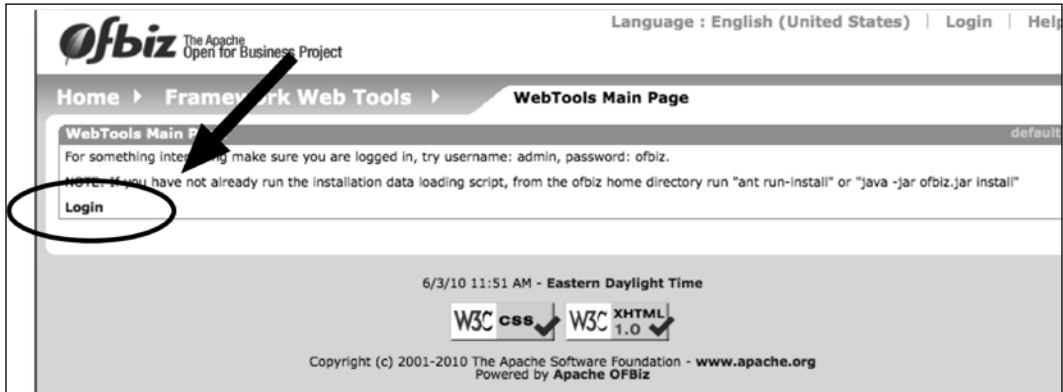 Language : English (United States) | Login | Help
Ofbiz The Apache
Open for Business Project
Home Framework Web Tools WebTools Main Page
WebTools Main default
For something make sure you are logged in, try username: admin, password: ofbiz.
NOTE: If you have not already run the installation data loading script, from the ofbiz home directory run "ant run-install" or "java -jar ofbiz.jar install"
Login
6/3/10 11:51 AM - Eastern Daylight Time
W3C css W3C XHTML
1.0
Copyright (c) 2001-2010 The Apache Software Foundation - www.apache.org
Powered by Apache OFBiz